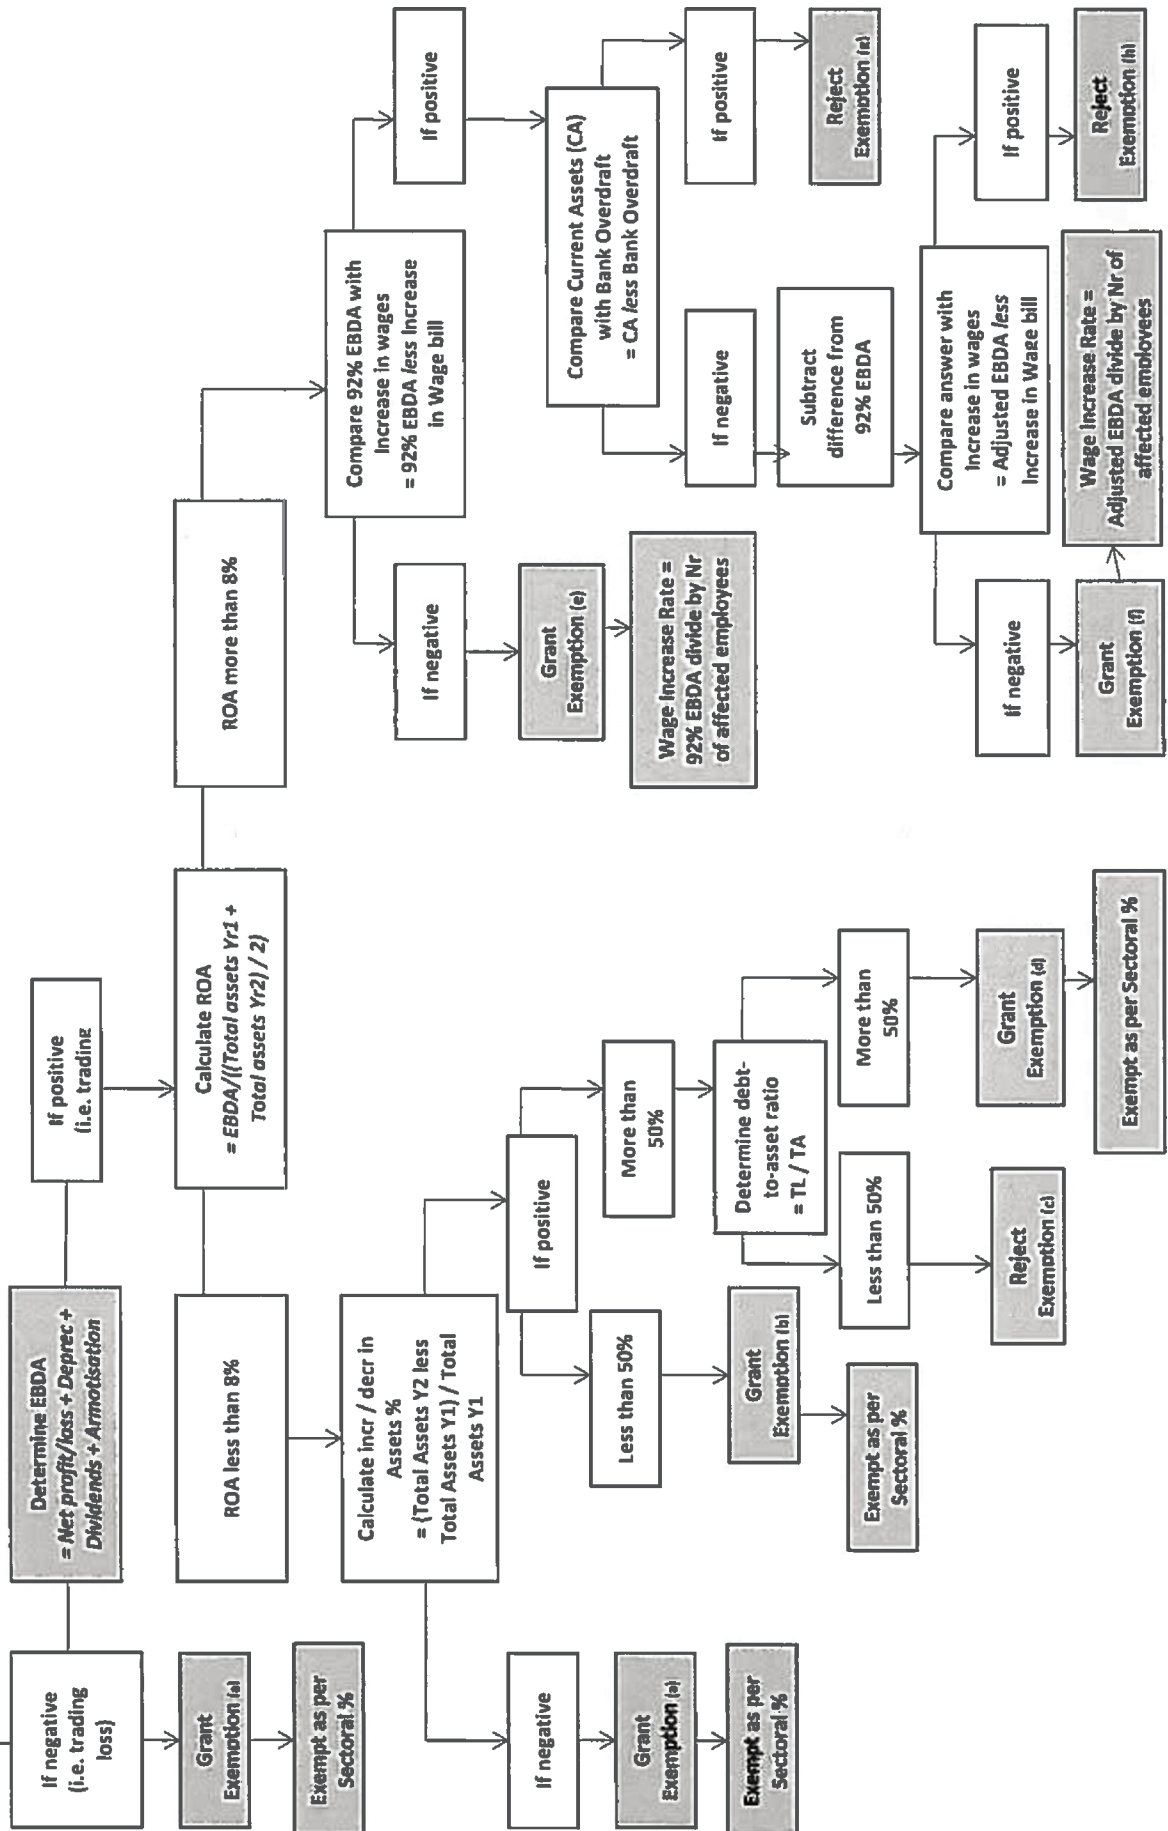 Determine EBDA
= Net profit/loss + Deprec +
Dividends + Armotisation
If negative
(i.e. trading
loss)
If positive
(i.e. trading
Grant
Exemption (a)
Exempt as per
Sectoral %
Calculate ROA
= EBDA/((Total assets Yr1 +
Total assets Yr2) / 2)
ROA less than 8%
ROA more than 8%
Calculate incr / decr in
Assets %
= (Total Assets Y2 less
Total Assets Y1) / Total
Assets Y1
If negative
Grant
Exemption (a)
Exempt as per
Sectoral %
If positive
Less than 50%
Grant
Exemption (b)
Exempt as per
Sectoral %
More than
50%
Determine debt-
to-asset ratio
= TL / TA
Less than 50%
Reject
Exemption (c)
More than
50%
Grant
Exemption (d)
Exempt as per Sectoral %
Compare 92% EBDA with
Increase in wages
= 92% EBDA less Increase
in Wage bill
If negative
Grant
Exemption (e)
Wage Increase Rate =
92% EBDA divide by Nr
of affected employees
If positive
Compare Current Assets (CA)
with Bank Overdraft
= CA less Bank Overdraft
If negative
Subtract
difference from
92% EBDA
If positive
Reject
Exemption (g)
Compare answer with
Increase in wages
= Adjusted EBDA less
Increase in Wage bill
If negative
Grant
Exemption (f)
Wage Increase Rate =
Adjusted EBDA divide by Nr of
affected employees
If positive
Reject
Exemption (h)